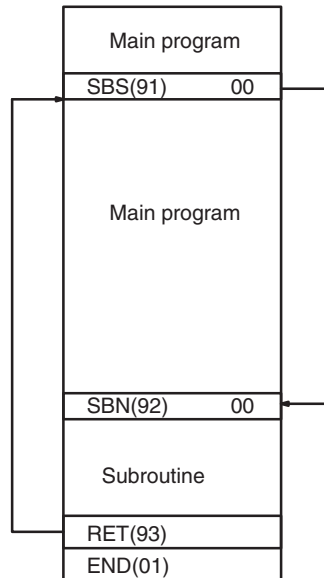 Main program
SBS(91) 00
Main program
SBN(92) 00
Subroutine
RET(93)
END(01)